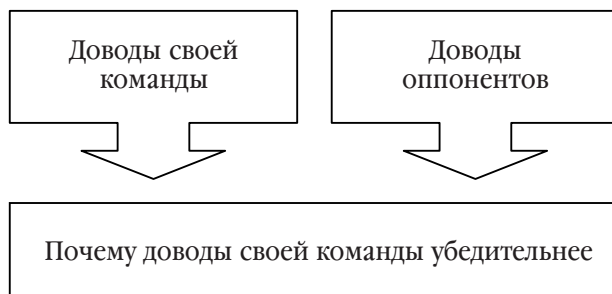 Доводы своей
команды
Доводы
оппонентов
Почему доводы своей команды убедительнее